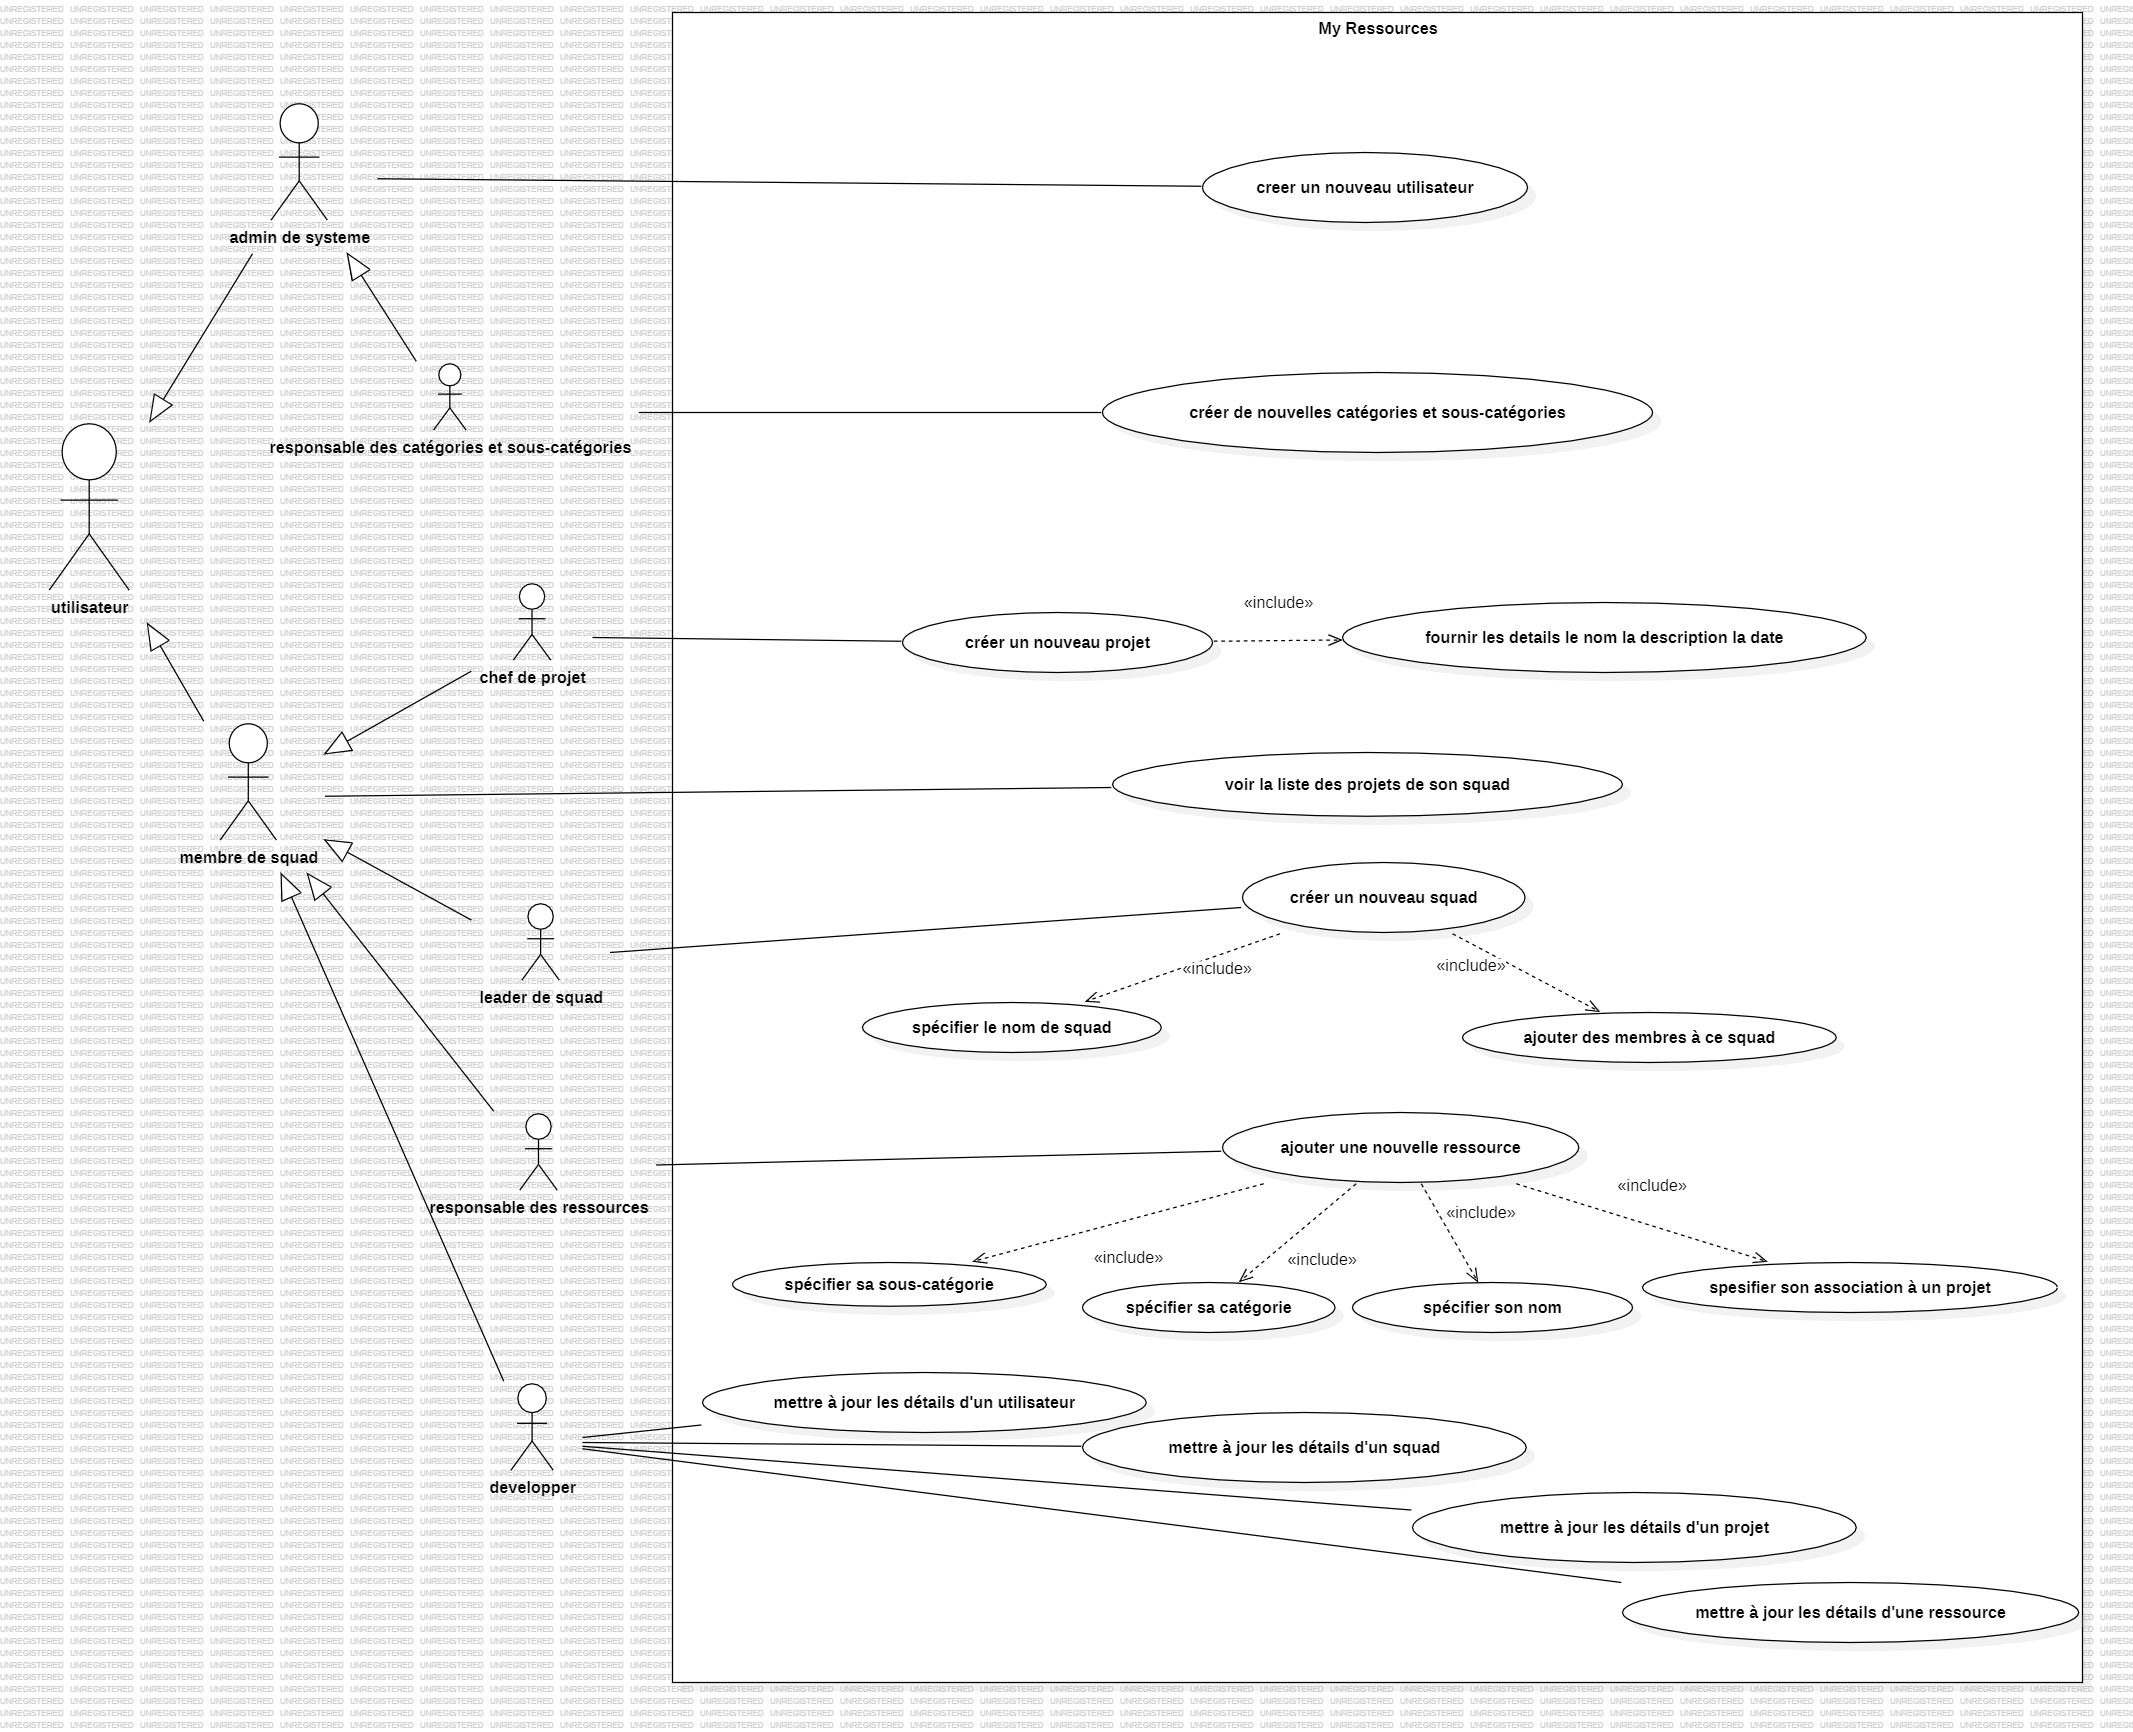 My Ressources
creer un nouveau utilisateur
admin de systeme
créer de nouvelles catégories et sous-catégories
responsable des catégories et sous-catégories
utilisateur
«include»
créer un nouveau projet
fournir les details le nom la description la date
chef de projet
voir la liste des projets de son squad
membre de squad
créer un nouveau squad
«include»
«include»
leader de squad
spécifier le nom de squad
ajouter des membres à ce squad
ajouter une nouvelle ressource
«include»
«include»
responsable des ressources
«include»
«include»
spécifier sa sous-catégorie
spécifier sa catégorie
spécifier son nom
spesifier son association à un projet
mettre à jour les détails d'un utilisateur
mettre à jour les détails d'un squad
developper
mettre à jour les détails d'un projet
mettre à jour les détails d'une ressource
UNREGISTERED